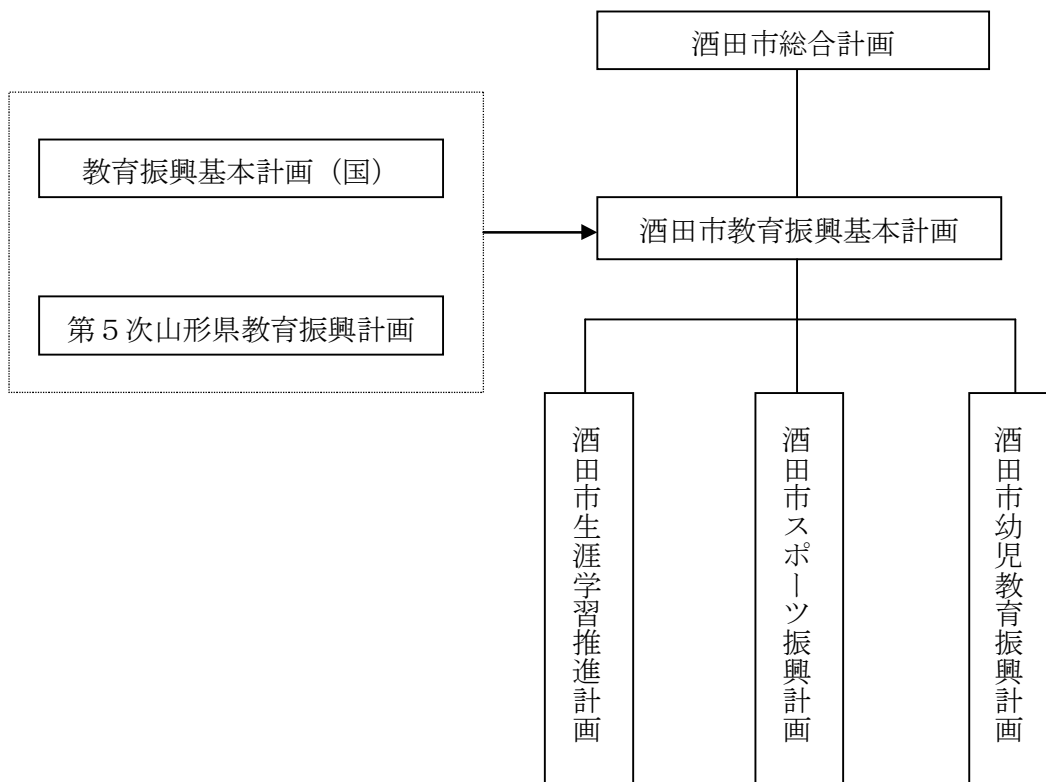 酒田市総合計画
教育振興基本計画（国）
酒田市教育振興基本計画
第５次山形県教育振興計画
酒田市生涯学習推進計画
酒田市スポーツ振興計画
酒田市幼児教育振興計画